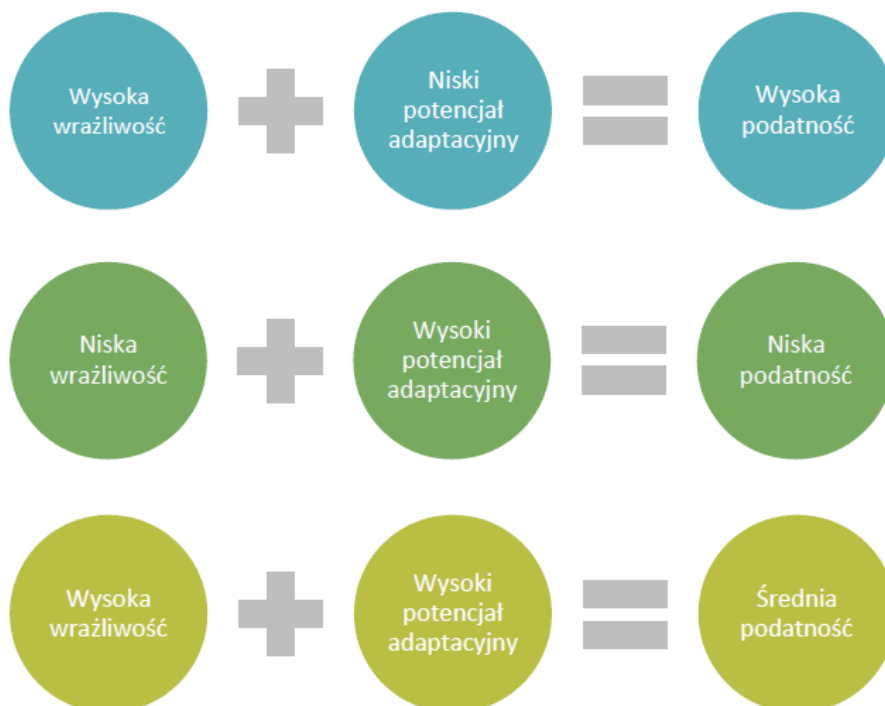 Wysoka
wrażliwość
Niski
potencjał
adaptacyjny
Wysoka
podatność
Niska
wrażliwość
Wysoki
potencjał
adaptacyjny
Niska
podatność
Wysoka
wrażliwość
Wysoki
potencjał
adaptacyjny
Średnia
podatność